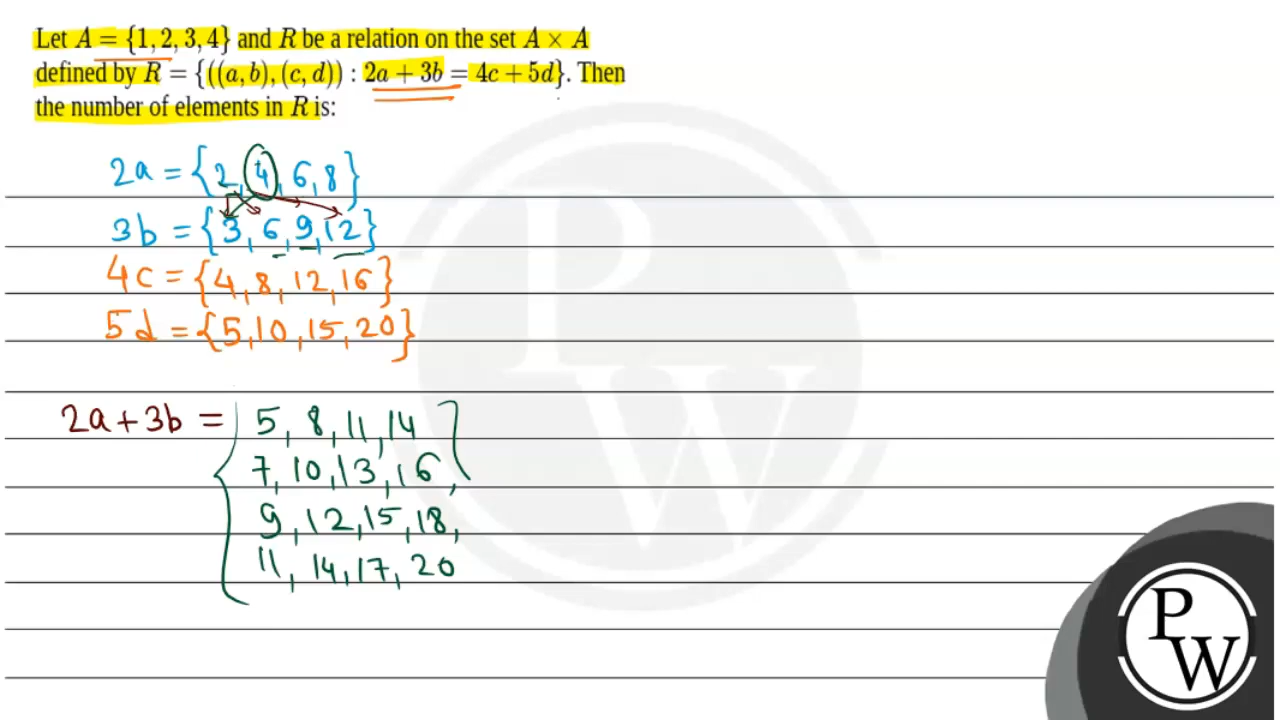 Let A = {1, 2, 3, 4} and R be a relation on the set A × A
defined by R = {((a, b), (c, d)) : 2a + 3b = 4c + 5d}. Then
the number of elements in R is:
2a = {2, 4, 6, 8}
3b = {3, 6, 9, 12}
4c = {4, 8, 12, 16}
5d = {5, 10, 15, 20}
2a + 3b = { 5, 8, 11, 14
7, 10, 13, 16,
9, 12, 15, 18,
11, 14, 17, 20 }
P
W
P
W